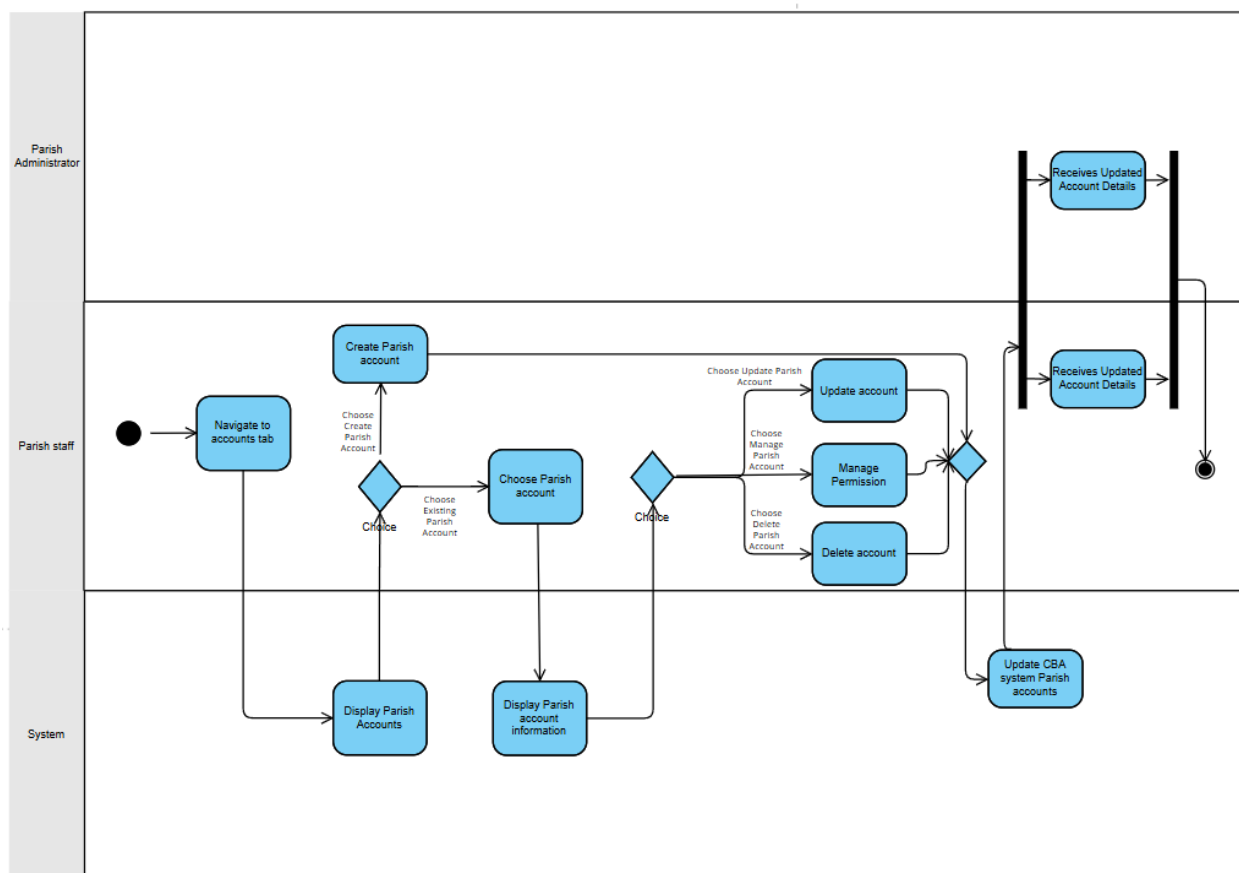 Parish
Administrator
Receives Updated
Account Details
Parish staff
Create Parish
account
Navigate to
accounts tab
Choose
Create
Parish
Account
Choice
Choose
Existing
Parish
Account
Choose Parish
account
Choice
Choose Update Parish
Account
Update account
Choose
Manage
Parish
Account
Manage
Permission
Choose
Delete
Parish
Account
Delete account
Receives Updated
Account Details
System
Display Parish
Accounts
Display Parish
account
information
Update CBA
system Parish
accounts